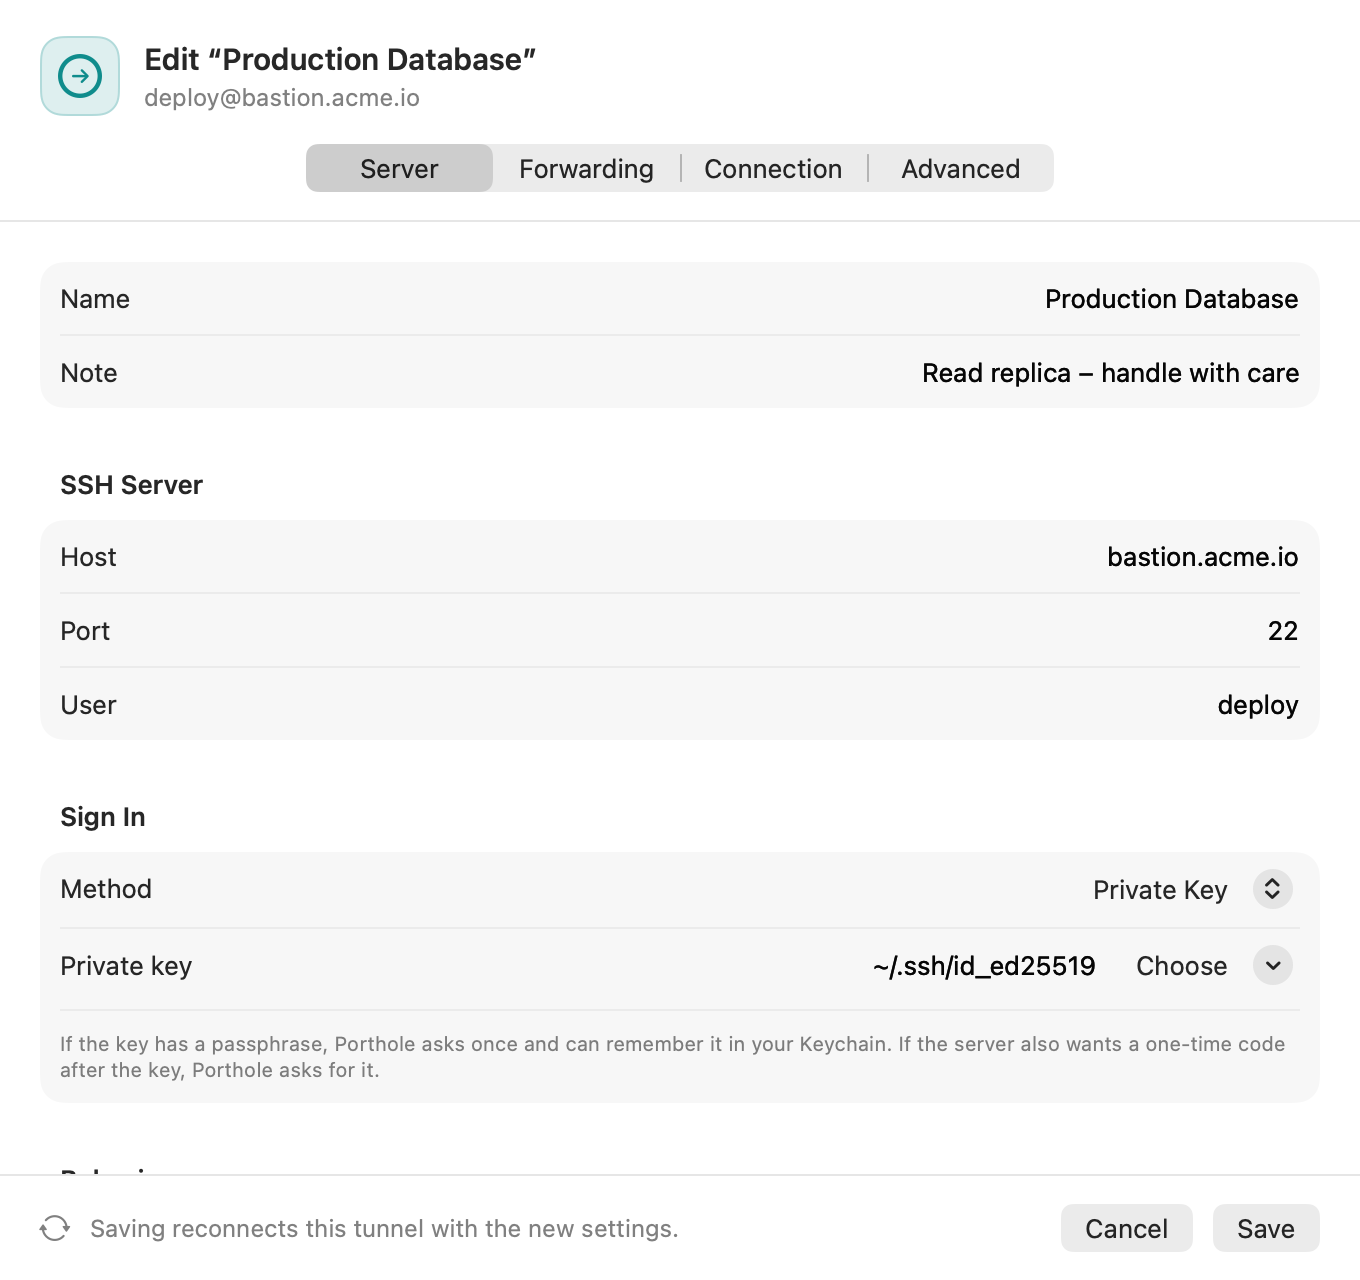 Edit “Production Database”
deploy@bastion.acme.io
Server Forwarding Connection Advanced
Name Production Database
Note Read replica – handle with care
SSH Server
Host bastion.acme.io
Port 22
User deploy
Sign In
Method Private Key
Private key ~/.ssh/id_ed25519 Choose
If the key has a passphrase, Porthole asks once and can remember it in your Keychain. If the server also wants a one-time code
after the key, Porthole asks for it.
Saving reconnects this tunnel with the new settings.
Cancel Save